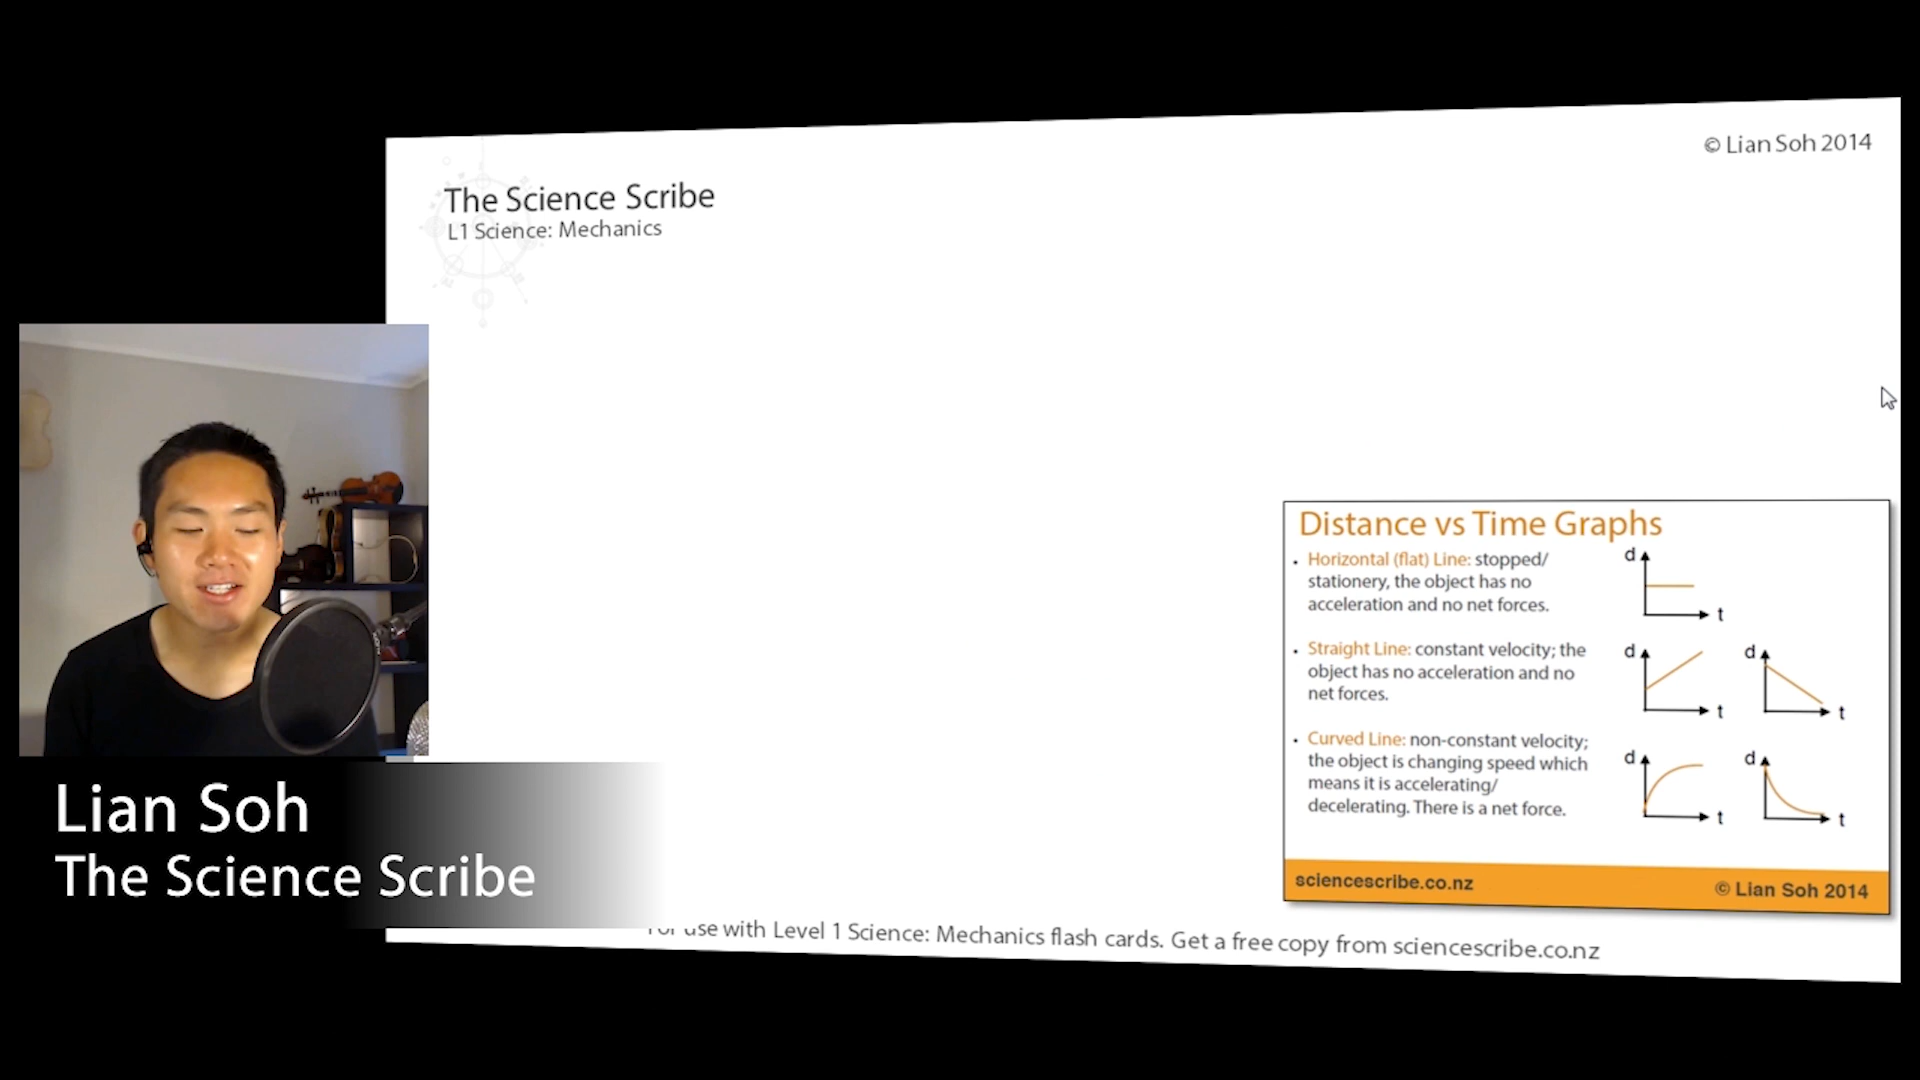 © Lian Soh 2014
The Science Scribe
L1 Science: Mechanics
Distance vs Time Graphs
• Horizontal (flat) Line: stopped/
stationery, the object has no
acceleration and no net forces.
d
t
• Straight Line: constant velocity; the
object has no acceleration and no
net forces.
d
t
d
t
• Curved Line: non-constant velocity;
the object is changing speed which
means it is accelerating/
decelerating. There is a net force.
d
t
d
t
sciencescribe.co.nz
© Lian Soh 2014
Lian Soh
The Science Scribe
For use with Level 1 Science: Mechanics flash cards. Get a free copy from sciencescribe.co.nz